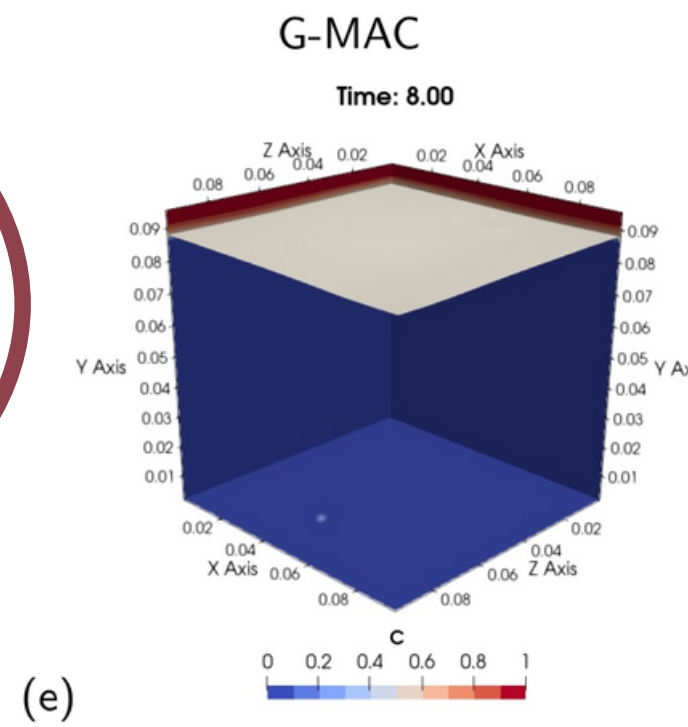 G-MAC
Time: 8.00
Z Axis 0.02 0.02 X Axis
0.04 0.04
0.06 0.06
0.08 0.08
0.09 0.09
0.08 0.08
0.07 0.07
0.06 0.06
Y Axis 0.05 0.05 Y Ax
0.04 0.04
0.03 0.03
0.02 0.02
0.01 0.01
0.02 0.02
0.04 0.04
X Axis 0.06 0.06 Z Axis
0.08 0.08
C
0 0.2 0.4 0.6 0.8 1
(e)